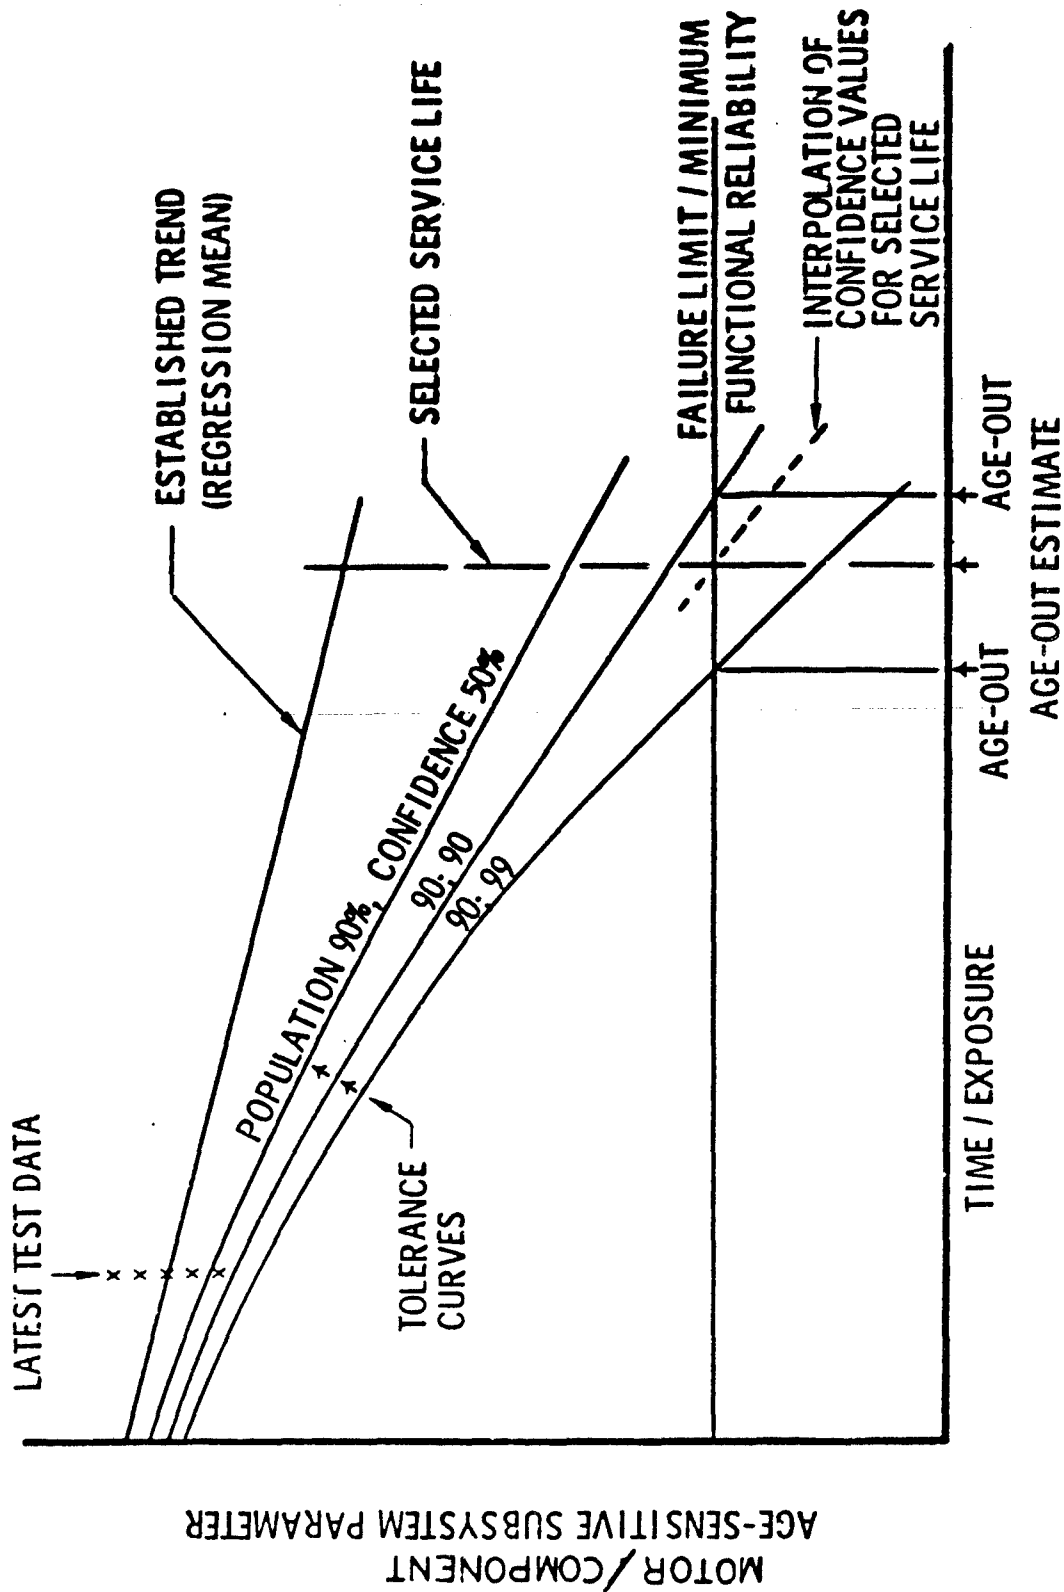 LATEST TEST DATA
ESTABLISHED TREND
(REGRESSION MEAN)
SELECTED SERVICE LIFE
POPULATION 90%, CONFIDENCE 50%
90; 90
90; 99
TOLERANCE
CURVES
FAILURE LIMIT / MINIMUM
FUNCTIONAL RELIABILITY
INTERPOLATION OF
CONFIDENCE VALUES
FOR SELECTED
SERVICE LIFE
MOTOR/COMPONENT
AGE-SENSITIVE SUBSYSTEM PARAMETER
TIME / EXPOSURE
AGE-OUT
AGE-OUT
AGE-OUT ESTIMATE